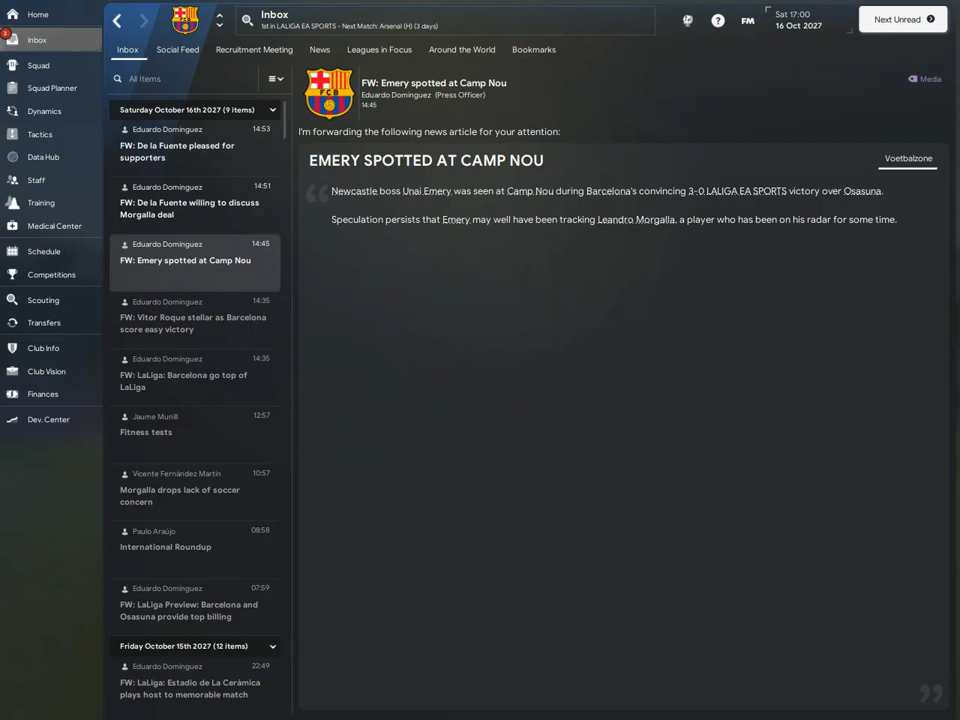 Home
2
Inbox
Squad
Squad Planner
Dynamics
Tactics
Data Hub
Staff
Training
Medical Center
Schedule
Competitions
Scouting
Transfers
Club Info
Club Vision
Finances
Dev. Center
FCB
Inbox
1st in LALIGA EA SPORTS - Next Match: Arsenal (H) (3 days)
?
FM
Sat 17:00
16 Oct 2027
Next Unread
Inbox
Social Feed
Recruitment Meeting
News
Leagues in Focus
Around the World
Bookmarks
All Items
Saturday October 16th 2027 (9 items)
Eduardo Domínguez 14:53
FW: De la Fuente pleased for
supporters
Eduardo Domínguez 14:51
FW: De la Fuente willing to discuss
Morgalla deal
Eduardo Domínguez 14:45
FW: Emery spotted at Camp Nou
Eduardo Domínguez 14:35
FW: Vitor Roque stellar as Barcelona
score easy victory
Eduardo Domínguez 14:35
FW: LaLiga: Barcelona go top of
LaLiga
Jaume Munill 12:57
Fitness tests
Vicente Fernández Martín 10:57
Morgalla drops lack of soccer
concern
Paulo Araújo 08:58
International Roundup
Eduardo Domínguez 07:59
FW: LaLiga Preview: Barcelona and
Osasuna provide top billing
Friday October 15th 2027 (12 items)
Eduardo Domínguez 22:49
FW: LaLiga: Estadio de La Cerámica
plays host to memorable match
FCB
FW: Emery spotted at Camp Nou
Eduardo Domínguez (Press Officer)
14:45
Media
I'm forwarding the following news article for your attention:
EMERY SPOTTED AT CAMP NOU
Voetbalzone
Newcastle boss Unai Emery was seen at Camp Nou during Barcelona's convincing 3-0 LALIGA EA SPORTS victory over Osasuna.
Speculation persists that Emery may well have been tracking Leandro Morgalla, a player who has been on his radar for some time.